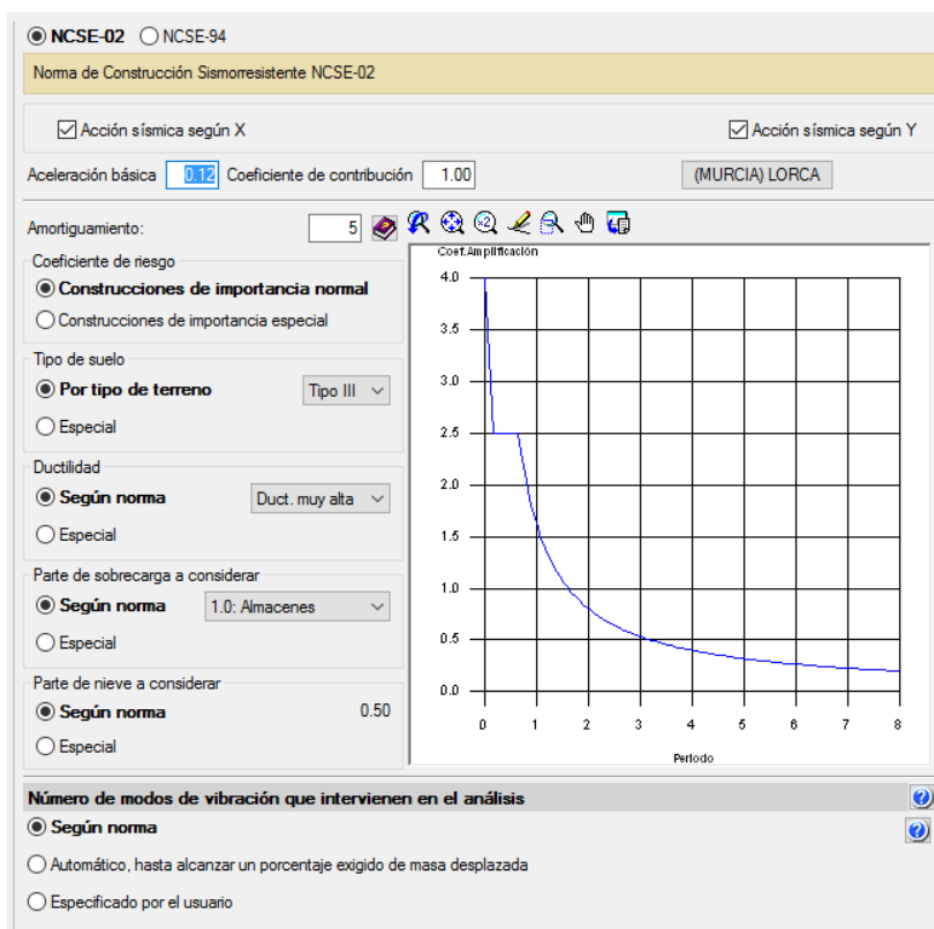 NCSE-02 NCSE-94
Norma de Construcción Sismorresistente NCSE-02
Acción sísmica según X Acción sísmica según Y
Aceleración básica 0.12 Coeficiente de contribución 1.00 (MURCIA) LORCA
Amortiguamiento: 5
x2
Coeficiente de riesgo
Construcciones de importancia normal
Construcciones de importancia especial
Tipo de suelo
Por tipo de terreno Tipo III
Especial
Ductilidad
Según norma Duct. muy alta
Especial
Parte de sobrecarga a considerar
Según norma 1.0: Almacenes
Especial
Parte de nieve a considerar
Según norma 0.50
Especial
Coef.Amplificación
4.0
3.5
3.0
2.5
2.0
1.5
1.0
0.5
0.0
0 1 2 3 4 5 6 7 8
Periodo
Número de modos de vibración que intervienen en el análisis ?
Según norma ?
Automático, hasta alcanzar un porcentaje exigido de masa desplazada
Especificado por el usuario